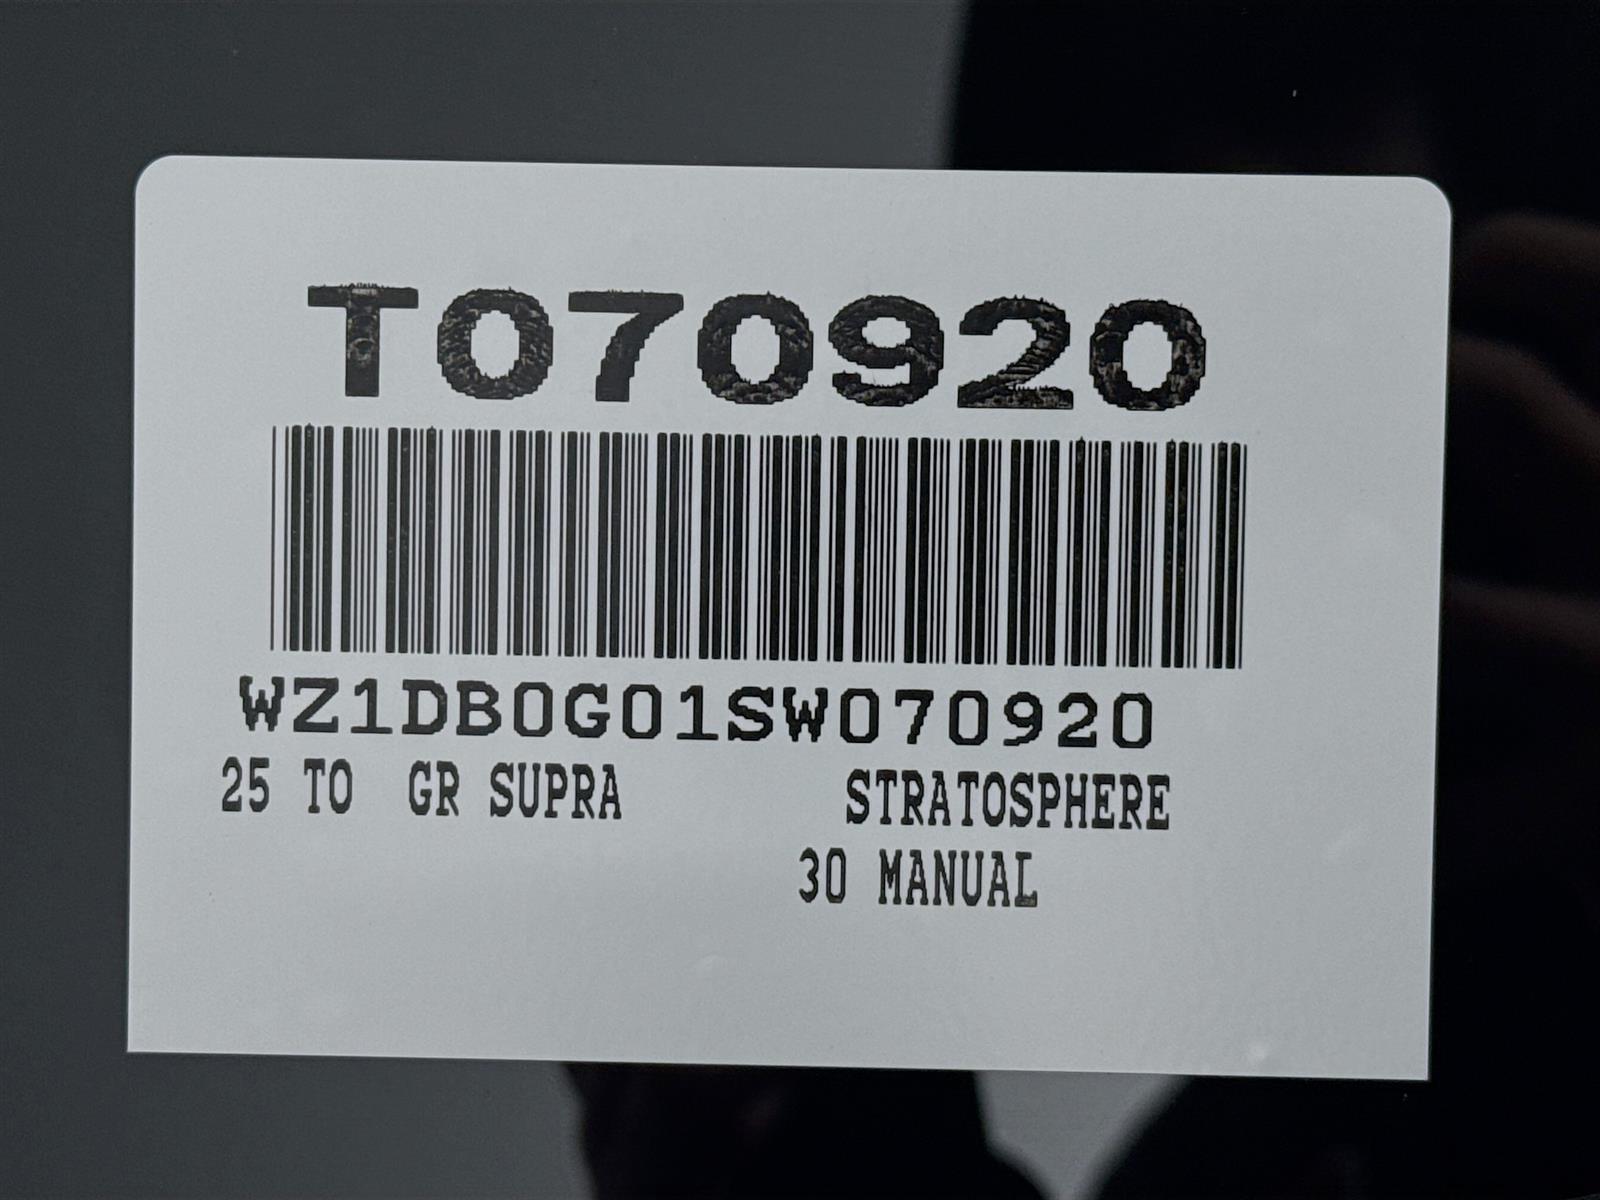 T070920
WZ1DB0G01SW070920
25 TO GR SUPRA STRATOSPHERE
30 MANUAL